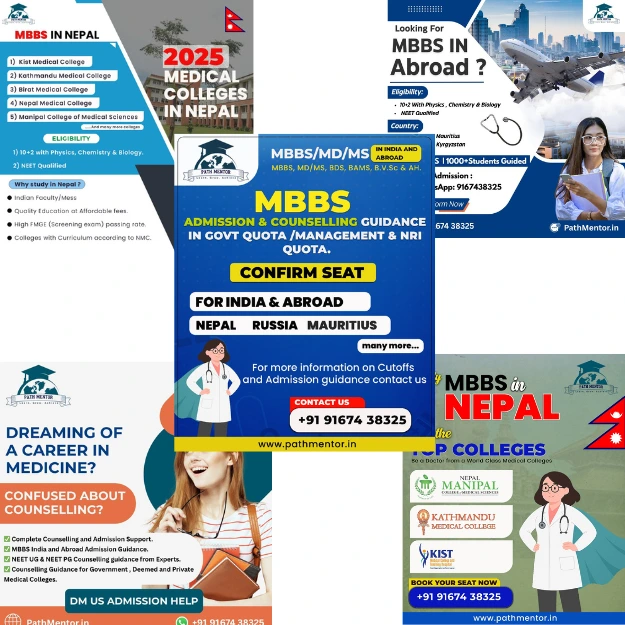 MBBS IN NEPAL
1) Kist Medical College
2) Kathmandu Medical College
3) Birat Medical College
4) Nepal Medical College
5) Manipal College of Medical Sciences
... And many more colleges
ELIGIBILITY
1) 10+2 with Physics, Chemistry & Biology.
2) NEET Qualified
Why study in Nepal ?
Indian Faculty/Mess
Quality Education at Affordable fees.
High FMGE (Screening exam) passing rate.
Colleges with Curriculum according to NMC.
2025
MEDICAL
COLLEGES
IN NEPAL
Looking For
MBBS IN
Abroad ?
Eligibility:
10+2 With Physics , Chemistry & Biology
NEET Qualified
Country:
Mauritius
Kyrgyzstan
1000+Students Guided
Admission :
App: 9167438325
Form Now
674 38325
PathMentor.in
PATH MENTOR
MBBS/MD/MS
IN INDIA AND
ABROAD
MBBS, MD/MS, BDS, BAMS, B.V.Sc & AH.
MBBS
ADMISSION & COUNSELLING GUIDANCE
IN GOVT QUOTA /MANAGEMENT & NRI
QUOTA.
CONFIRM SEAT
FOR INDIA & ABROAD
NEPAL RUSSIA MAURITIUS
many more...
For more information on Cutoffs
and Admission guidance contact us
CONTACT US
+91 91674 38325
www.pathmentor.in
PATH MENTOR
DREAMING OF
A CAREER IN
MEDICINE?
CONFUSED ABOUT
COUNSELLING?
Complete Counselling and Admission Support.
MBBS India and Abroad Admission Guidance.
NEET UG & NEET PG Counselling guidance from Experts.
Counselling Guidance for Government , Deemed and Private
Medical Colleges.
DM US ADMISSION HELP
PathMentor.in
+91 91674 38325
MBBS in
NEPAL
the
TOP COLLEGES
Be a Doctor from a World Class Medical Colleges
NEPAL
MANIPAL
COLLEGE of MEDICAL SCIENCES
KATHMANDU
MEDICAL COLLEGE
KIST
BOOK YOUR SEAT NOW
+91 91674 38325
www.pathmentor.in